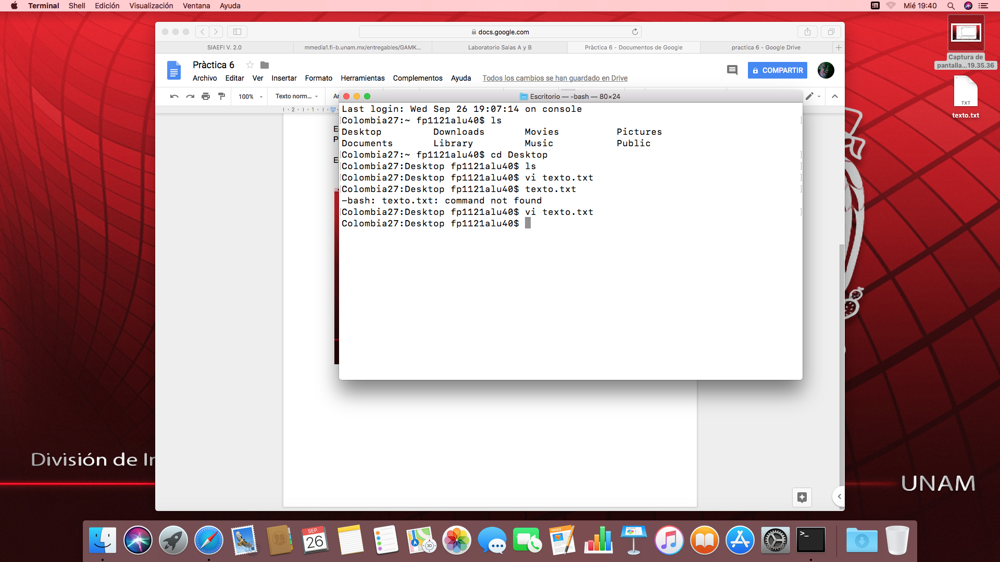 Terminal Shell Edición Visualización Ventana Ayuda
Mié 19:40
docs.google.com
SIAEFI V. 2.0
mmedia1.fi-b.unam.mx/entregables/GAMK...
Laboratorio Salas A y B
Pràctica 6 - Documentos de Google
practica 6 - Google Drive
Pràctica 6
COMPARTIR
Archivo Editar Ver Insertar Formato Herramientas Complementos Ayuda
Todos los cambios se han guardado en Drive
100% Texto norm... Ar
2 1
Escritorio — -bash — 80×24
Last login: Wed Sep 26 19:07:14 on console
Colombia27:~ fp1121alu40$ ls
Desktop Downloads Movies Pictures
Documents Library Music Public
Colombia27:~ fp1121alu40$ cd Desktop
Colombia27:Desktop fp1121alu40$ ls
Colombia27:Desktop fp1121alu40$ vi texto.txt
Colombia27:Desktop fp1121alu40$ texto.txt
-bash: texto.txt: command not found
Colombia27:Desktop fp1121alu40$ vi texto.txt
Colombia27:Desktop fp1121alu40$
Captura de
pantalla...19.35.36
TXT
texto.txt
División de In
UNAM
SEP.
26
PAGES
3D
>_